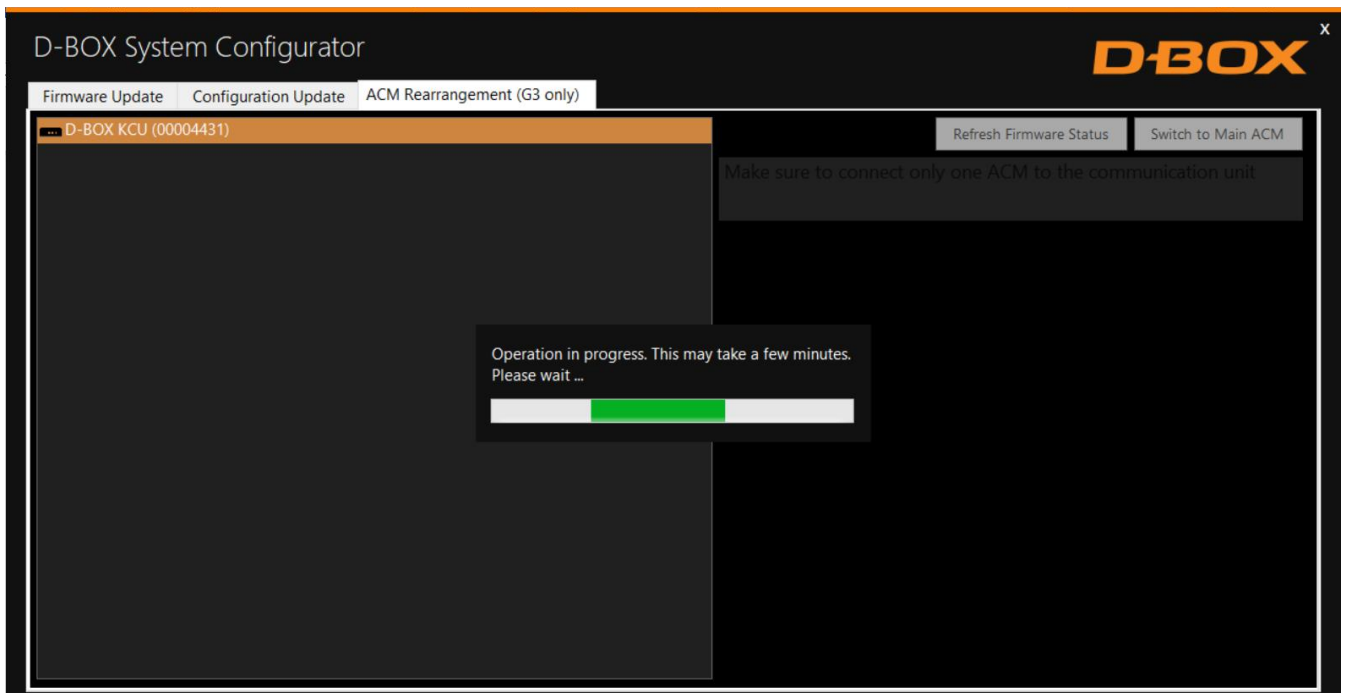 X
D-BOX System Configurator
D-BOX
Firmware Update Configuration Update ACM Rearrangement (G3 only)
D-BOX KCU (00004431)
Refresh Firmware Status Switch to Main ACM
Make sure to connect only one ACM to the communication unit
Operation in progress. This may take a few minutes.
Please wait ...